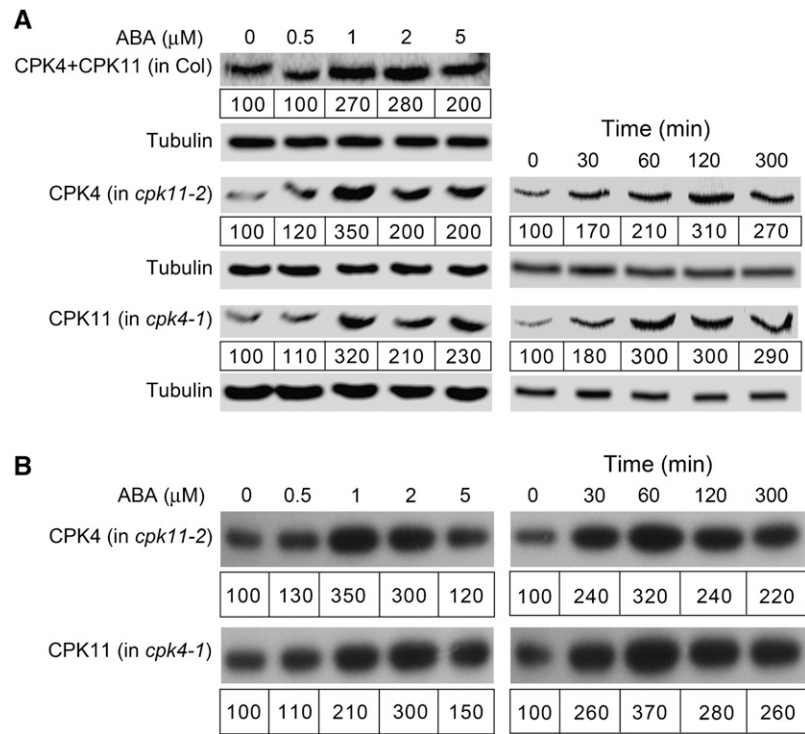 A
ABA (μM) 0 0.5 1 2 5
CPK4+CPK11 (in Col)
100 100 270 280 200
Tubulin
Time (min)
0 30 60 120 300
CPK4 (in cpk11-2)
100 120 350 200 200
100 170 210 310 270
Tubulin
CPK11 (in cpk4-1)
100 110 320 210 230
100 180 300 300 290
Tubulin
B
Time (min)
ABA (μM) 0 0.5 1 2 5
0 30 60 120 300
CPK4 (in cpk11-2)
100 130 350 300 120
100 240 320 240 220
CPK11 (in cpk4-1)
100 110 210 300 150
100 260 370 280 260